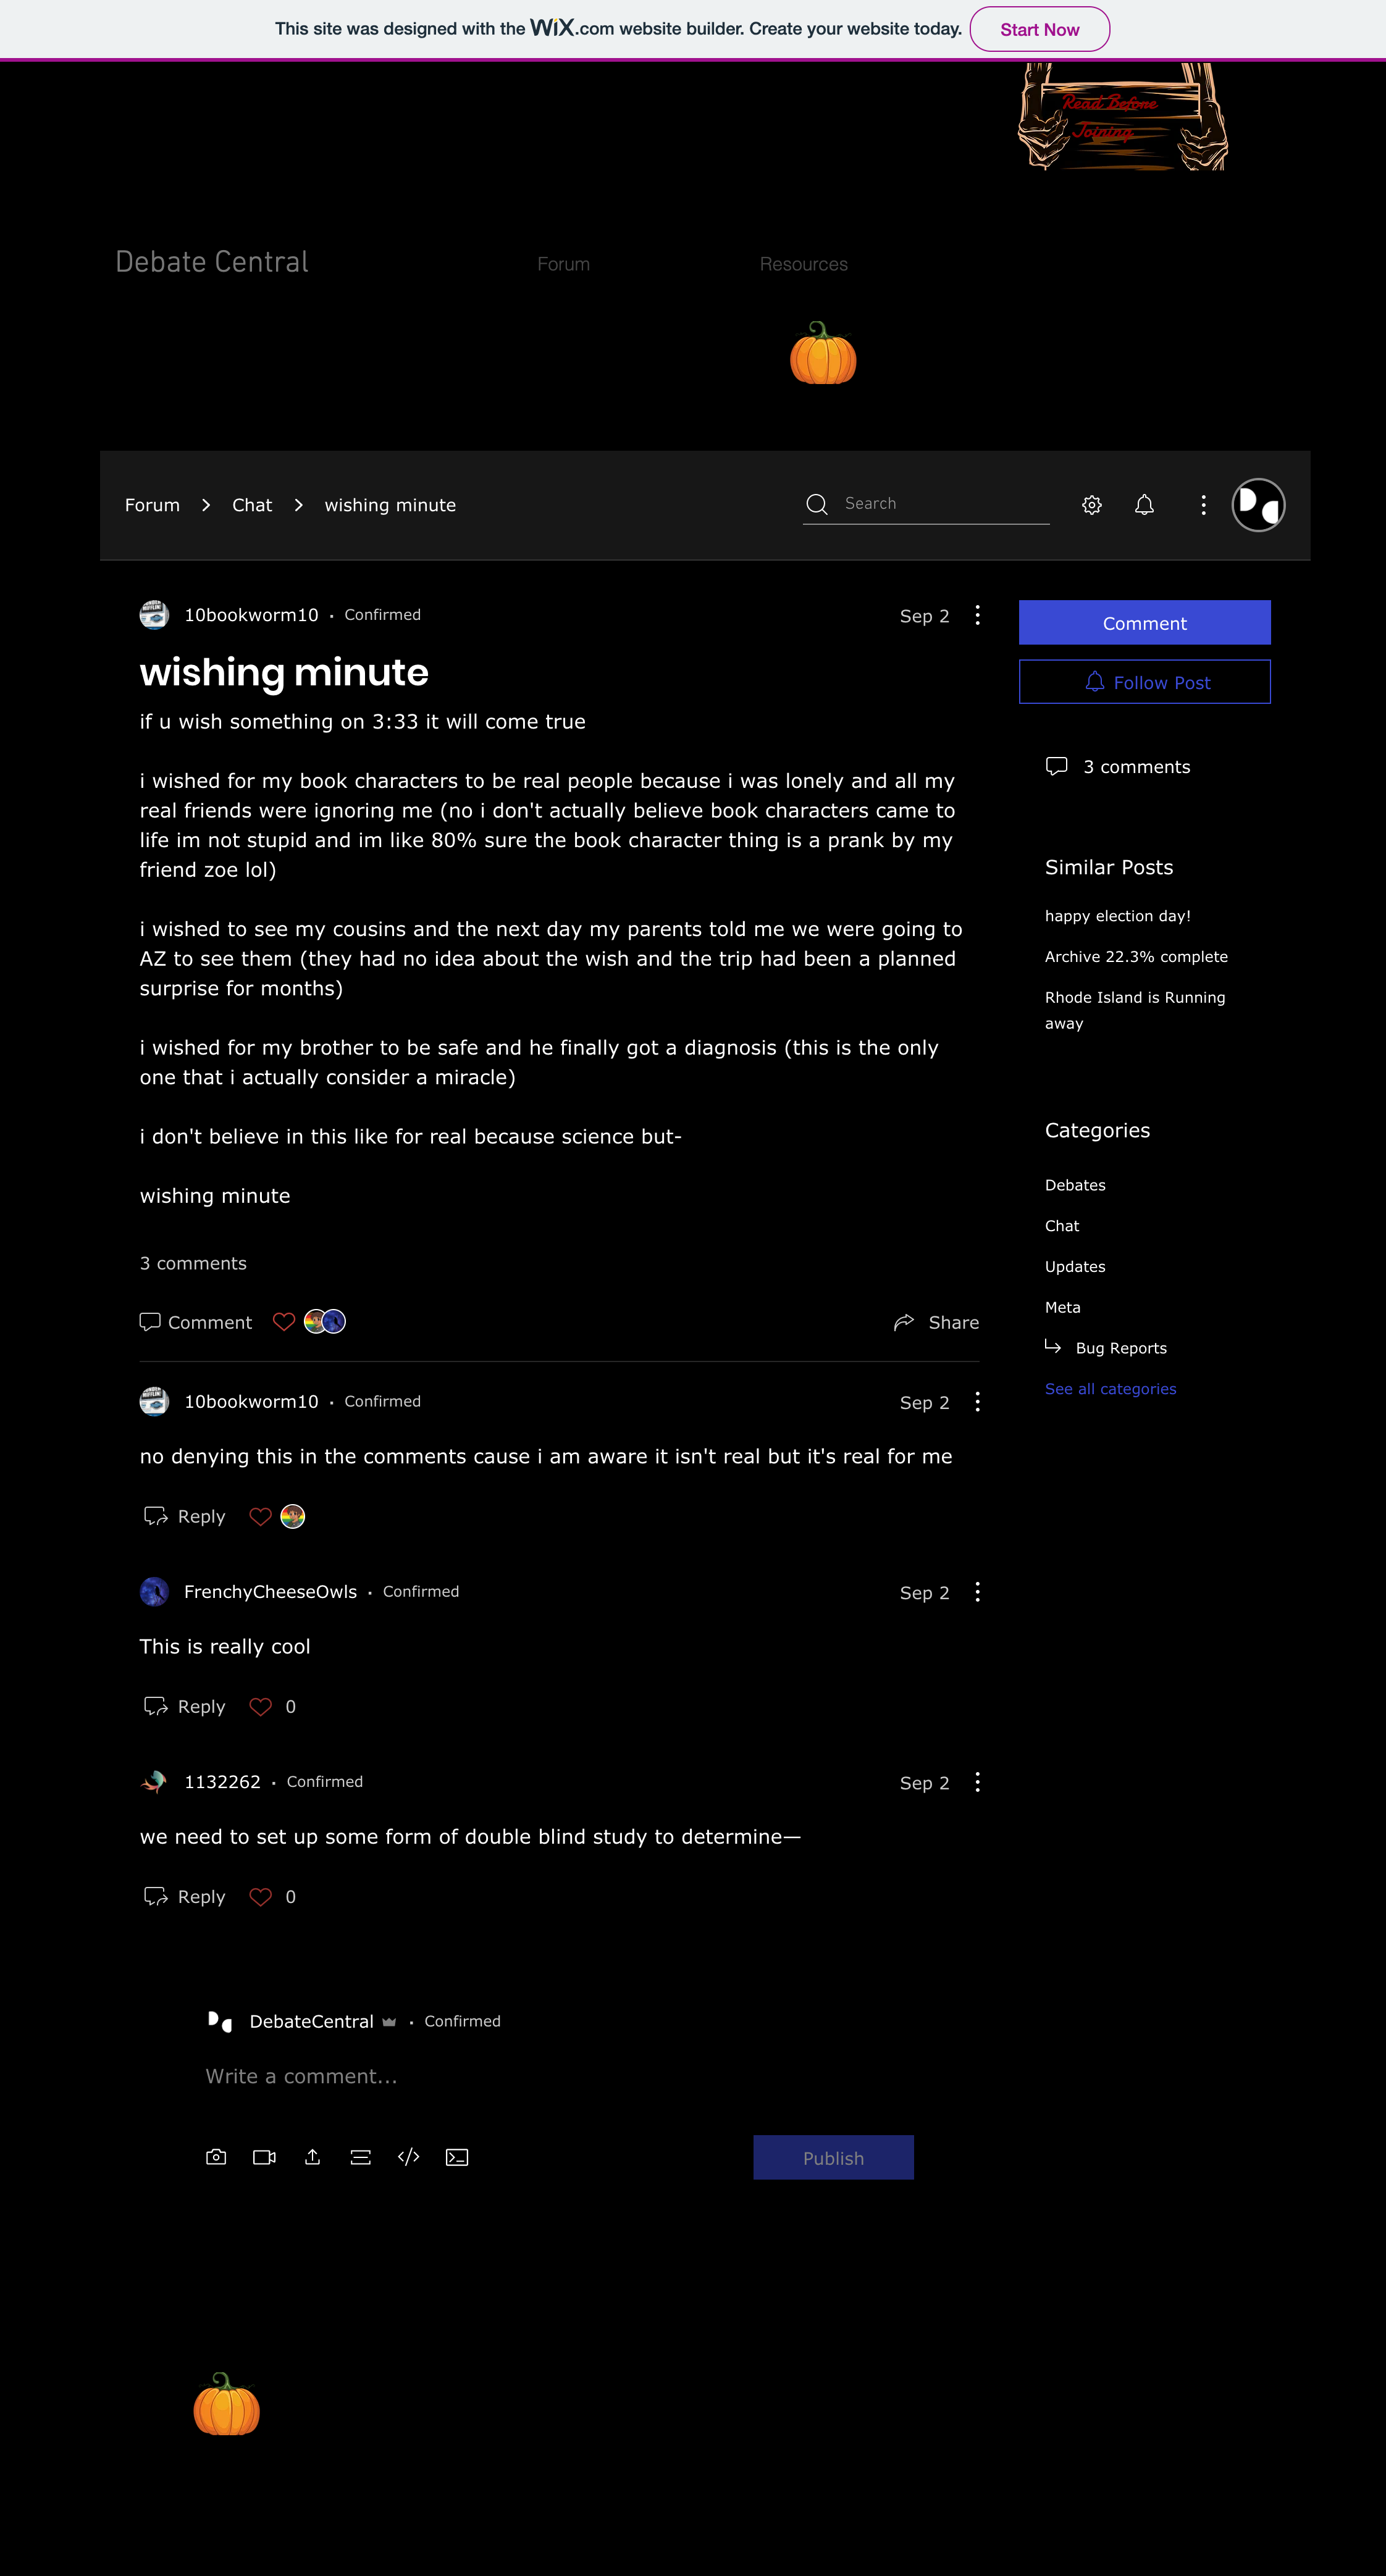 This site was designed with the WiX.com website builder. Create your website today. Start Now
Read Before
Joining
Debate Central Forum Resources
Forum Chat wishing minute Search
10bookworm10 Confirmed Sep 2
Comment
wishing minute
Follow Post
if u wish something on 3:33 it will come true
3 comments
i wished for my book characters to be real people because i was lonely and all my
real friends were ignoring me (no i don't actually believe book characters came to
life im not stupid and im like 80% sure the book character thing is a prank by my
friend zoe lol)
i wished to see my cousins and the next day my parents told me we were going to
AZ to see them (they had no idea about the wish and the trip had been a planned
surprise for months)
i wished for my brother to be safe and he finally got a diagnosis (this is the only
one that i actually consider a miracle)
i don't believe in this like for real because science but-
wishing minute
3 comments
Comment Share
Similar Posts
happy election day!
Archive 22.3% complete
Rhode Island is Running
away
Categories
Debates
Chat
Updates
Meta
Bug Reports
See all categories
10bookworm10 Confirmed Sep 2
no denying this in the comments cause i am aware it isn't real but it's real for me
Reply
FrenchyCheeseOwls Confirmed Sep 2
This is really cool
Reply 0
1132262 Confirmed Sep 2
we need to set up some form of double blind study to determine—
Reply 0
DebateCentral Confirmed
Write a comment...
Publish